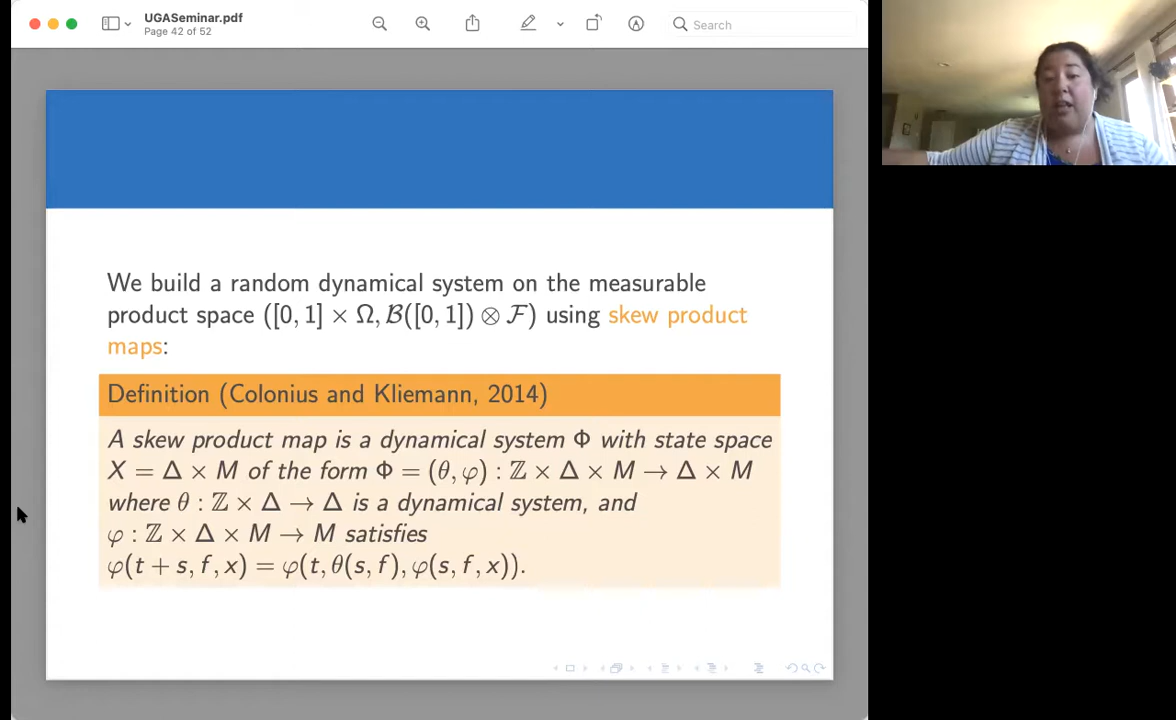 UGASeminar.pdf
Page 42 of 52
Search
We build a random dynamical system on the measurable
product space ([0, 1] × Ω, ℬ([0, 1]) ⊗ ℱ) using skew product
maps:
Definition (Colonius and Kliemann, 2014)
A skew product map is a dynamical system Φ with state space
X = Δ × M of the form Φ = (θ, φ) : ℤ × Δ × M → Δ × M
where θ : ℤ × Δ → Δ is a dynamical system, and
φ : ℤ × Δ × M → M satisfies
φ(t + s, f, x) = φ(t, θ(s, f), φ(s, f, x)).